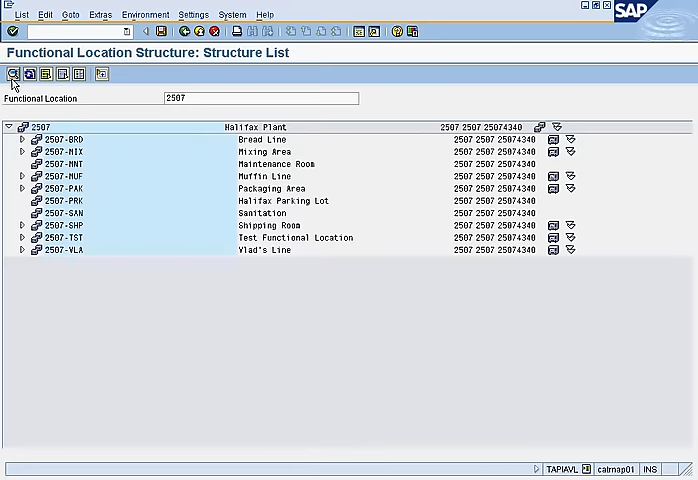 List Edit Goto Extras Environment Settings System Help
SAP
Functional Location Structure: Structure List
Functional Location 2507
2507 Halifax Plant 2507 2507 25074340
2507-BRD Bread Line 2507 2507 25074340
2507-MIX Mixing Area 2507 2507 25074340
2507-MNT Maintenance Room 2507 2507 25074340
2507-MUF Muffin Line 2507 2507 25074340
2507-PAK Packaging Area 2507 2507 25074340
2507-PRK Halifax Parking Lot 2507 2507 25074340
2507-SAN Sanitation 2507 2507 25074340
2507-SHP Shipping Room 2507 2507 25074340
2507-TST Test Functional Location 2507 2507 25074340
2507-VLA Vlad's Line 2507 2507 25074340
TAPIAVL catrnap01 INS